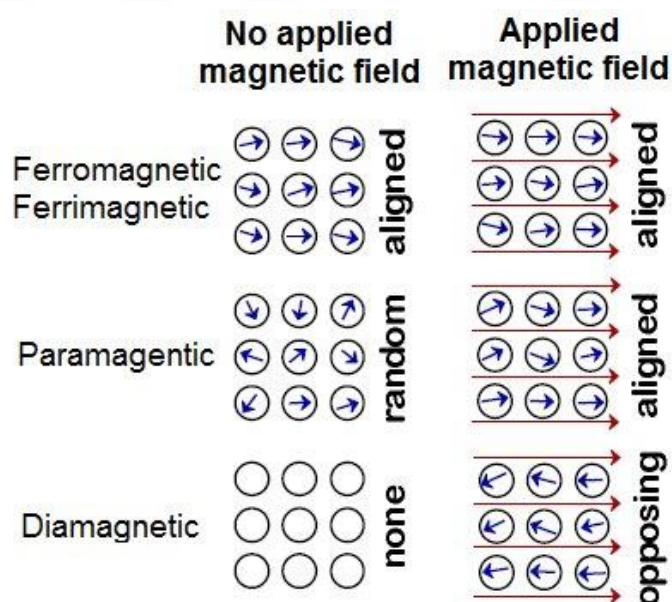 No applied
magnetic field
Applied
magnetic field
Ferromagnetic
Ferrimagnetic
aligned
aligned
Paramagentic
random
aligned
Diamagnetic
none
opposing